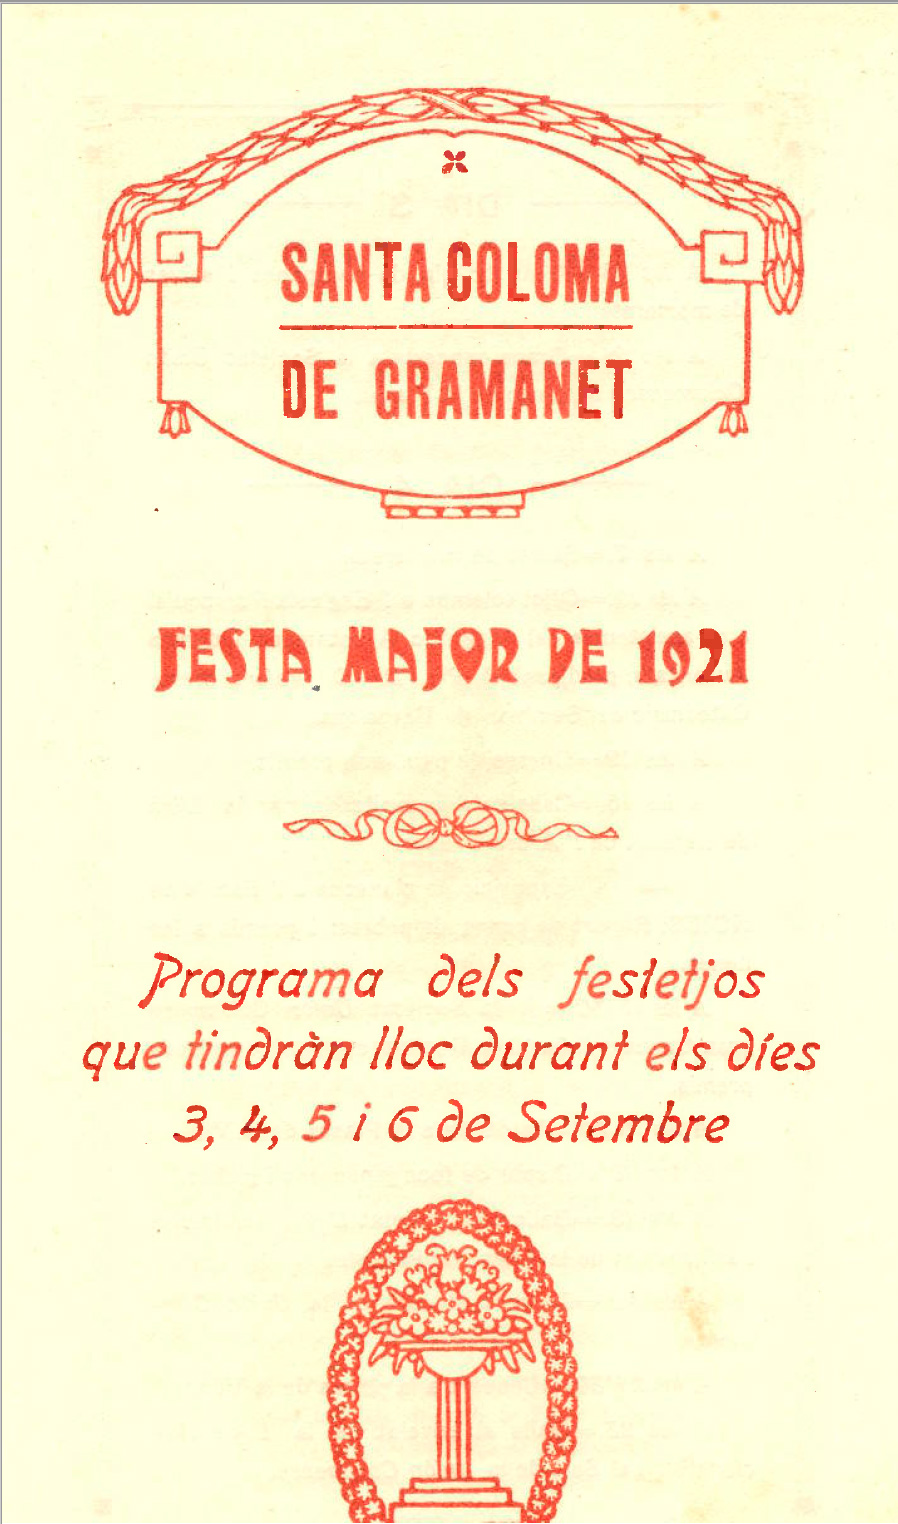 SANTA COLOMA
DE GRAMANET
FESTA MAJOR DE 1921
Programa dels festetjos
que tindràn lloc durant els díes
3, 4, 5 i 6 de Setembre